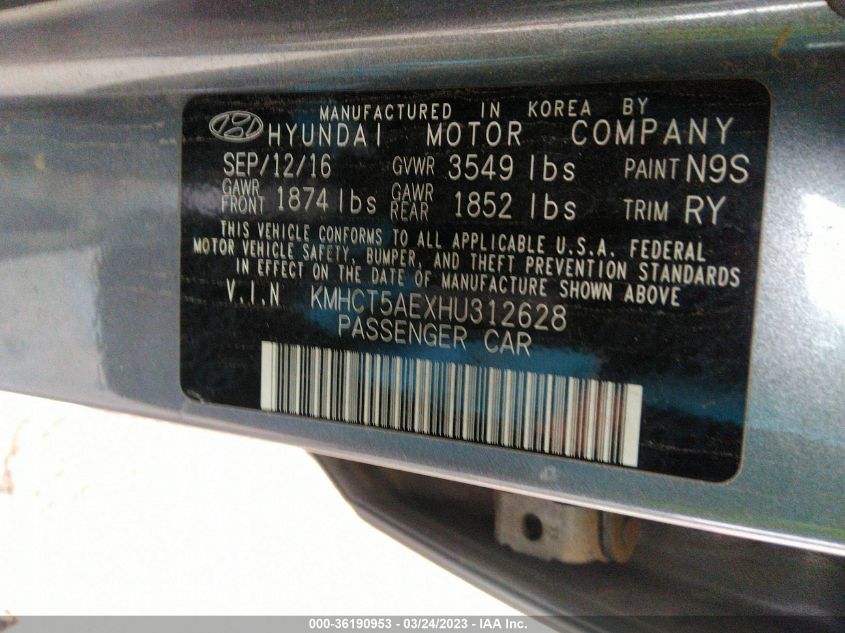 MANUFACTURED IN KOREA BY
HYUNDAI MOTOR COMPANY
SEP/12/16 GVWR 3549 lbs PAINT N9S
GAWR FRONT 1874 lbs GAWR REAR 1852 lbs TRIM RY
THIS VEHICLE CONFORMS TO ALL APPLICABLE U.S.A. FEDERAL
MOTOR VEHICLE SAFETY, BUMPER, AND THEFT PREVENTION STANDARDS
IN EFFECT ON THE DATE OF MANUFACTURE SHOWN ABOVE
V.I.N KMHCT5AEXHU312628
PASSENGER CAR
000-36190953 - 03/24/2023 - IAA Inc.